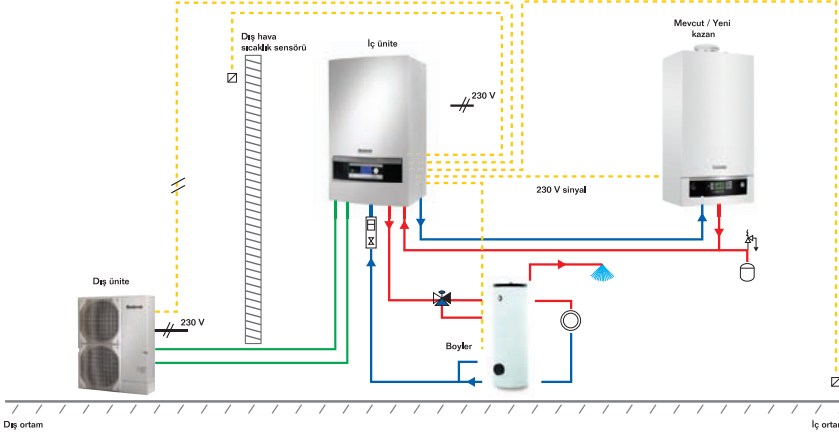 Dış hava
sıcaklık sensörü
İç ünite
Mevcut / Yeni
kazan
230 V
230 V sinyal
Dış ünite
230 V
Boyler
Dış ortam
İç ortam